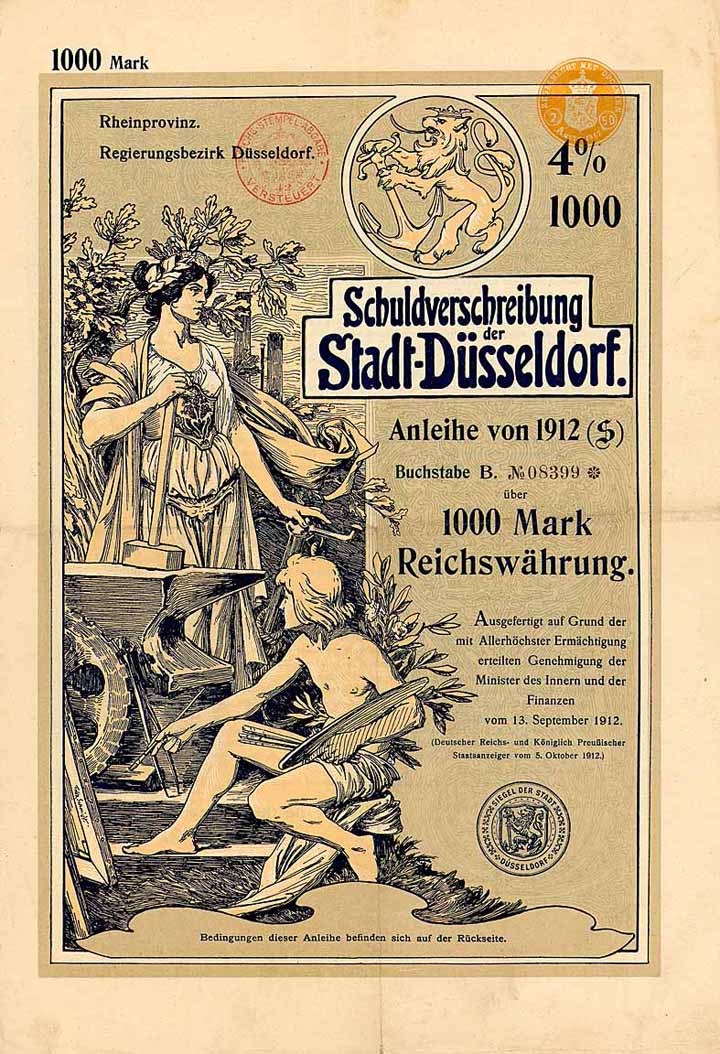 1000 Mark
Rheinprovinz.
Regierungsbezirk Düsseldorf.
VERSTEUERT
4%
1000
Schuldverschreibung
der
Stadt-Düsseldorf.
Anleihe von 1912 (S)
Buchstabe B. № 08399
über
1000 Mark
Reichswährung.
Ausgefertigt auf Grund der
mit Allerhöchster Ermächtigung
erteilten Genehmigung der
Minister des Innern und der
Finanzen
vom 13. September 1912.
(Deutscher Reichs- und Königlich Preußischer
Staatsanzeiger vom 5. Oktober 1912.)
SIEGEL DER STADT
DÜSSELDORF
Bedingungen dieser Anleihe befinden sich auf der Rückseite.